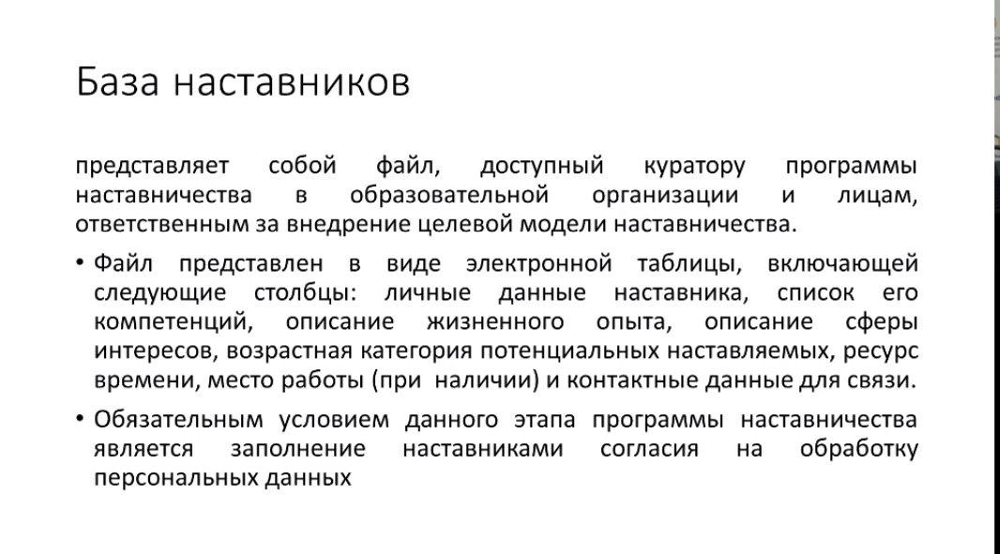 База наставников
представляет собой файл, доступный куратору программы
наставничества в образовательной организации и лицам,
ответственным за внедрение целевой модели наставничества.
• Файл представлен в виде электронной таблицы, включающей
следующие столбцы: личные данные наставника, список его
компетенций, описание жизненного опыта, описание сферы
интересов, возрастная категория потенциальных наставляемых, ресурс
времени, место работы (при наличии) и контактные данные для связи.
• Обязательным условием данного этапа программы наставничества
является заполнение наставниками согласия на обработку
персональных данных